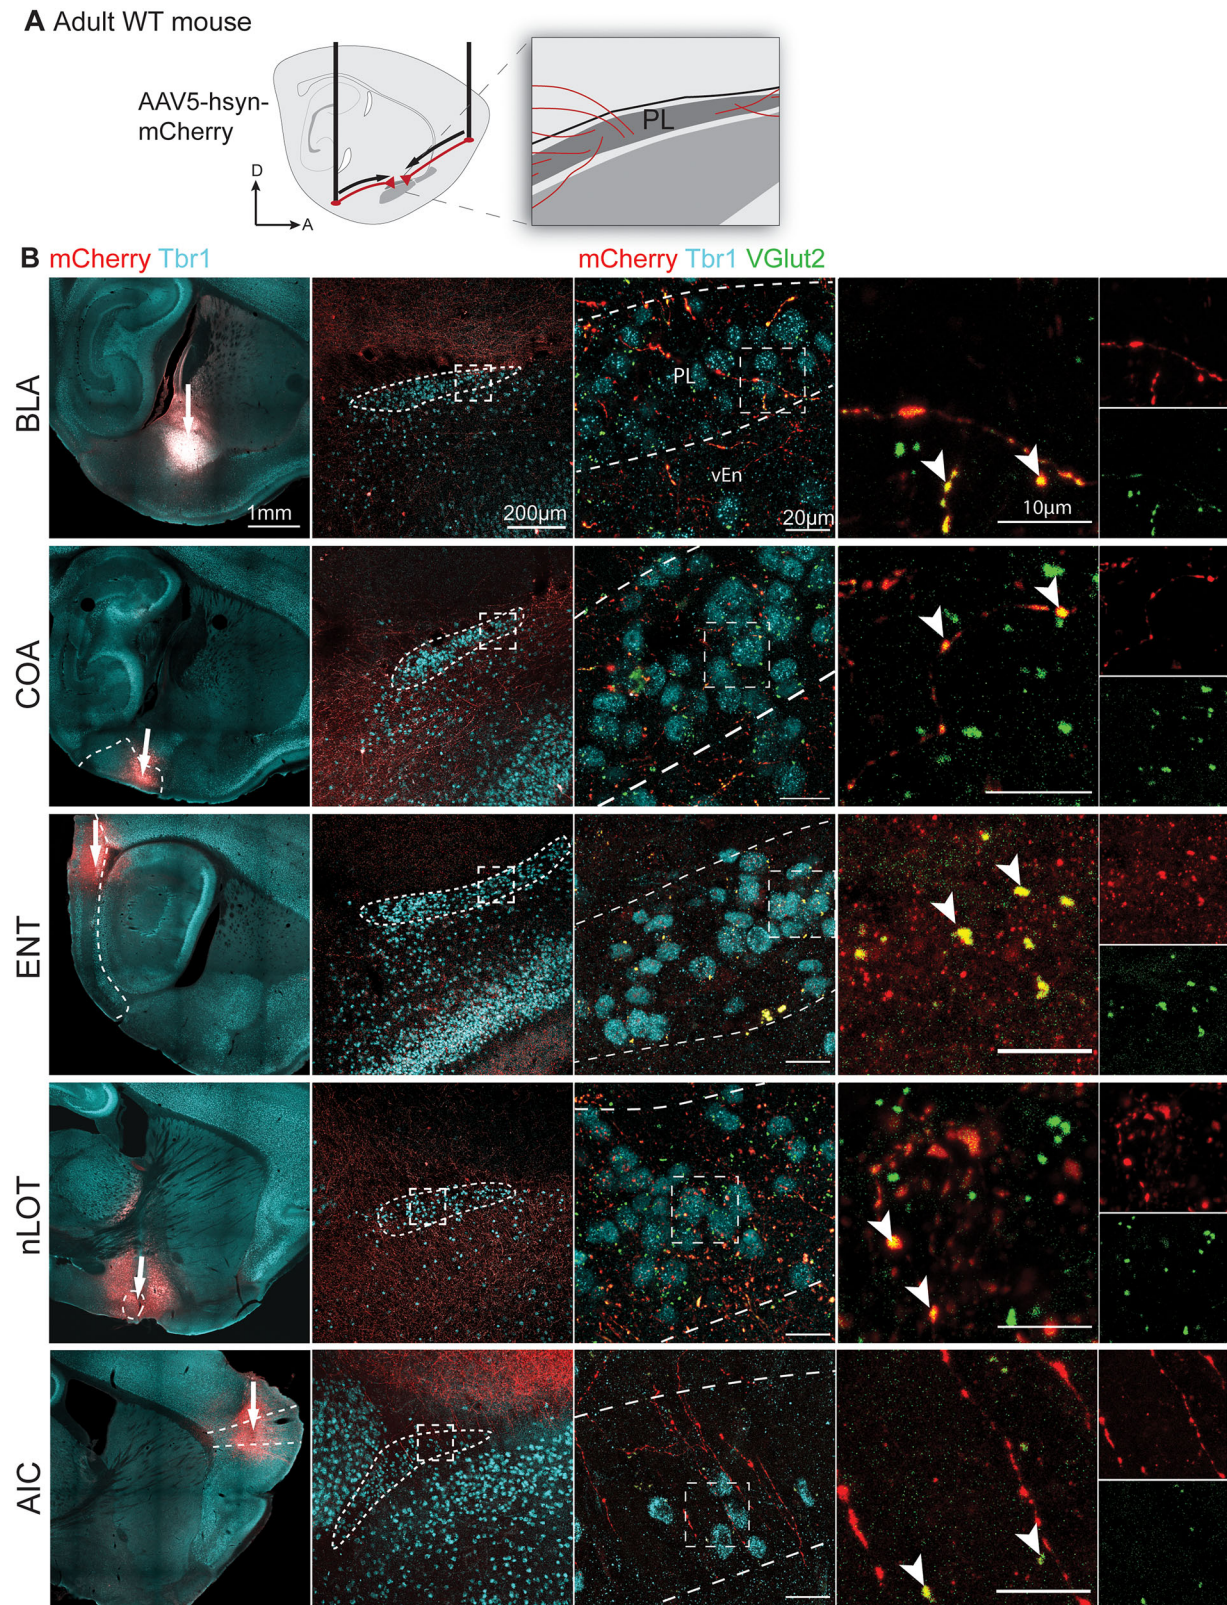 A Adult WT mouse
AAV5-hsyn-
mCherry
D
A
PL
B mCherry Tbr1
mCherry Tbr1 VGlut2
BLA
1mm
200µm
PL
vEn
20µm
10µm
COA
ENT
nLOT
AIC